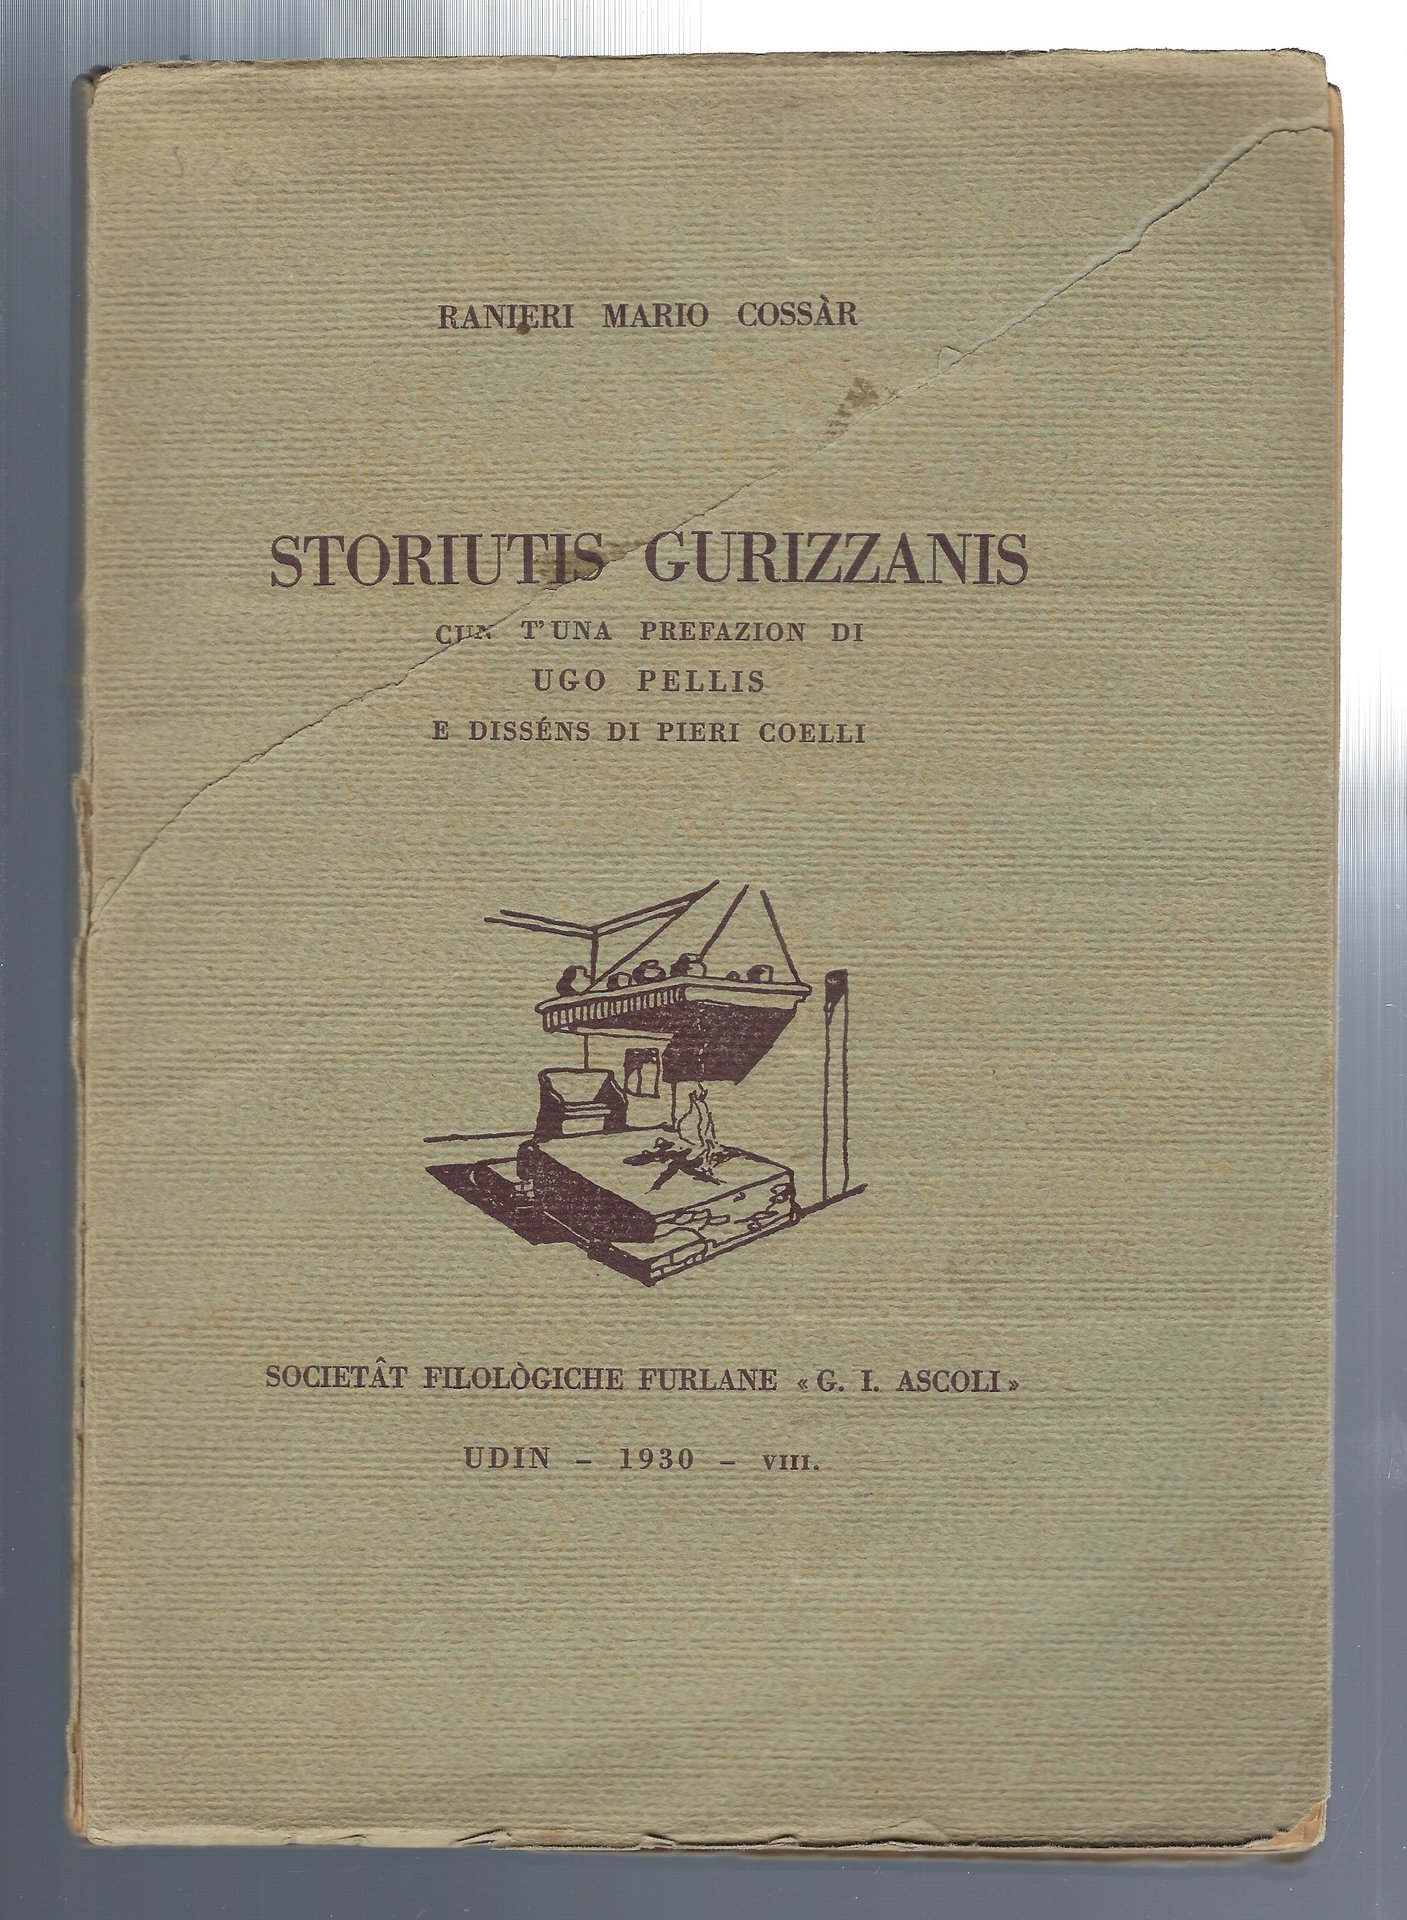 RANIERI MARIO COSSÀR
STORIUTIS GURIZZANIS
CUN T'UNA PREFAZION DI
UGO PELLIS
E DISSÉNS DI PIERI COELLI
SOCIETÂT FILOLÒGICHE FURLANE «G. I. ASCOLI»
UDIN – 1930 – VIII.